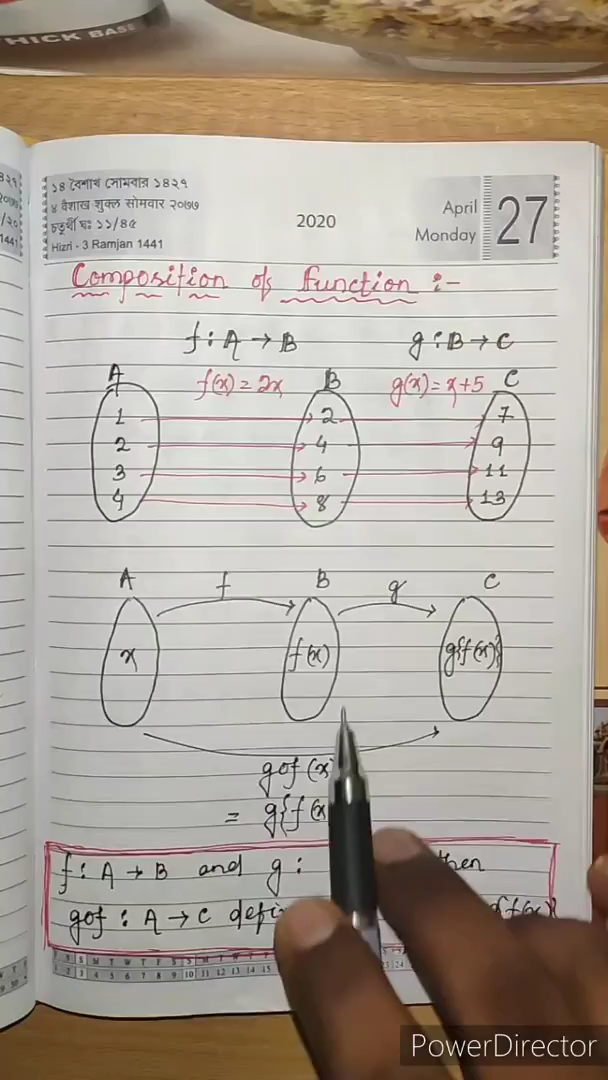 HICK BASE
১৪ বৈশাখ সোমবার ১৪২৭
৪ বৈশাখ শুক্ল সোমবার ২০৭৭
চতুর্থী ঘঃ ১১/৪৫
Hizri - 3 Ramjan 1441
2020
April
Monday
27
Composition of function :-
f : A → B g : B → C
A f(x) = 2x B g(x) = x+5 C
1 2 7
2 4 9
3 6 11
4 8 13
A f B g C
x f(x) g{f(x)}
gof (x)
= g{f(x
f : A → B and g : then
gof : A → C defi f(x)
PowerDirector